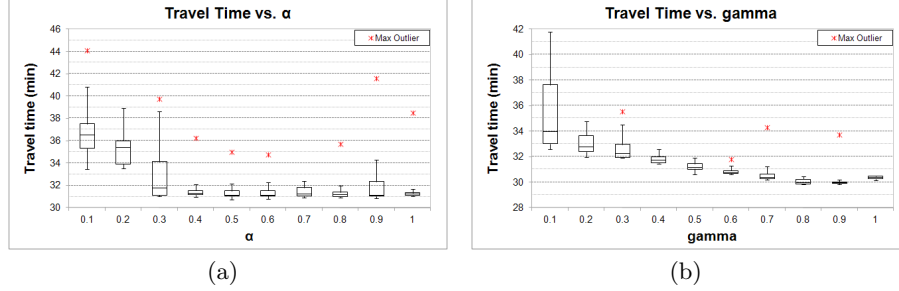 Travel Time vs. α
Max Outlier
Travel time (min)
46
44
42
40
38
36
34
32
30
0.1 0.2 0.3 0.4 0.5 0.6 0.7 0.8 0.9 1
α
(a)
Travel Time vs. gamma
Max Outlier
Travel time (min)
42
40
38
36
34
32
30
28
0.1 0.2 0.3 0.4 0.5 0.6 0.7 0.8 0.9 1
gamma
(b)